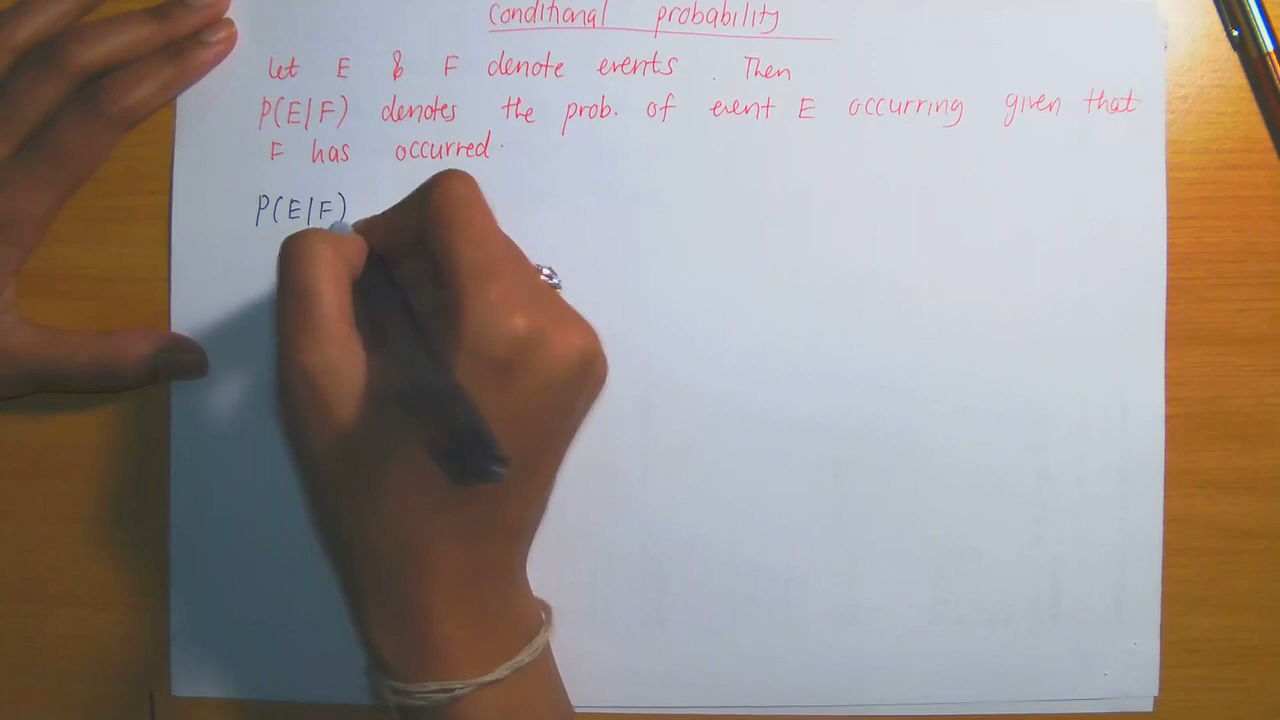 conditional probability
let E & F denote events. Then
P(E/F) denotes the prob. of event E occurring given that
F has occurred.
P(E/F)